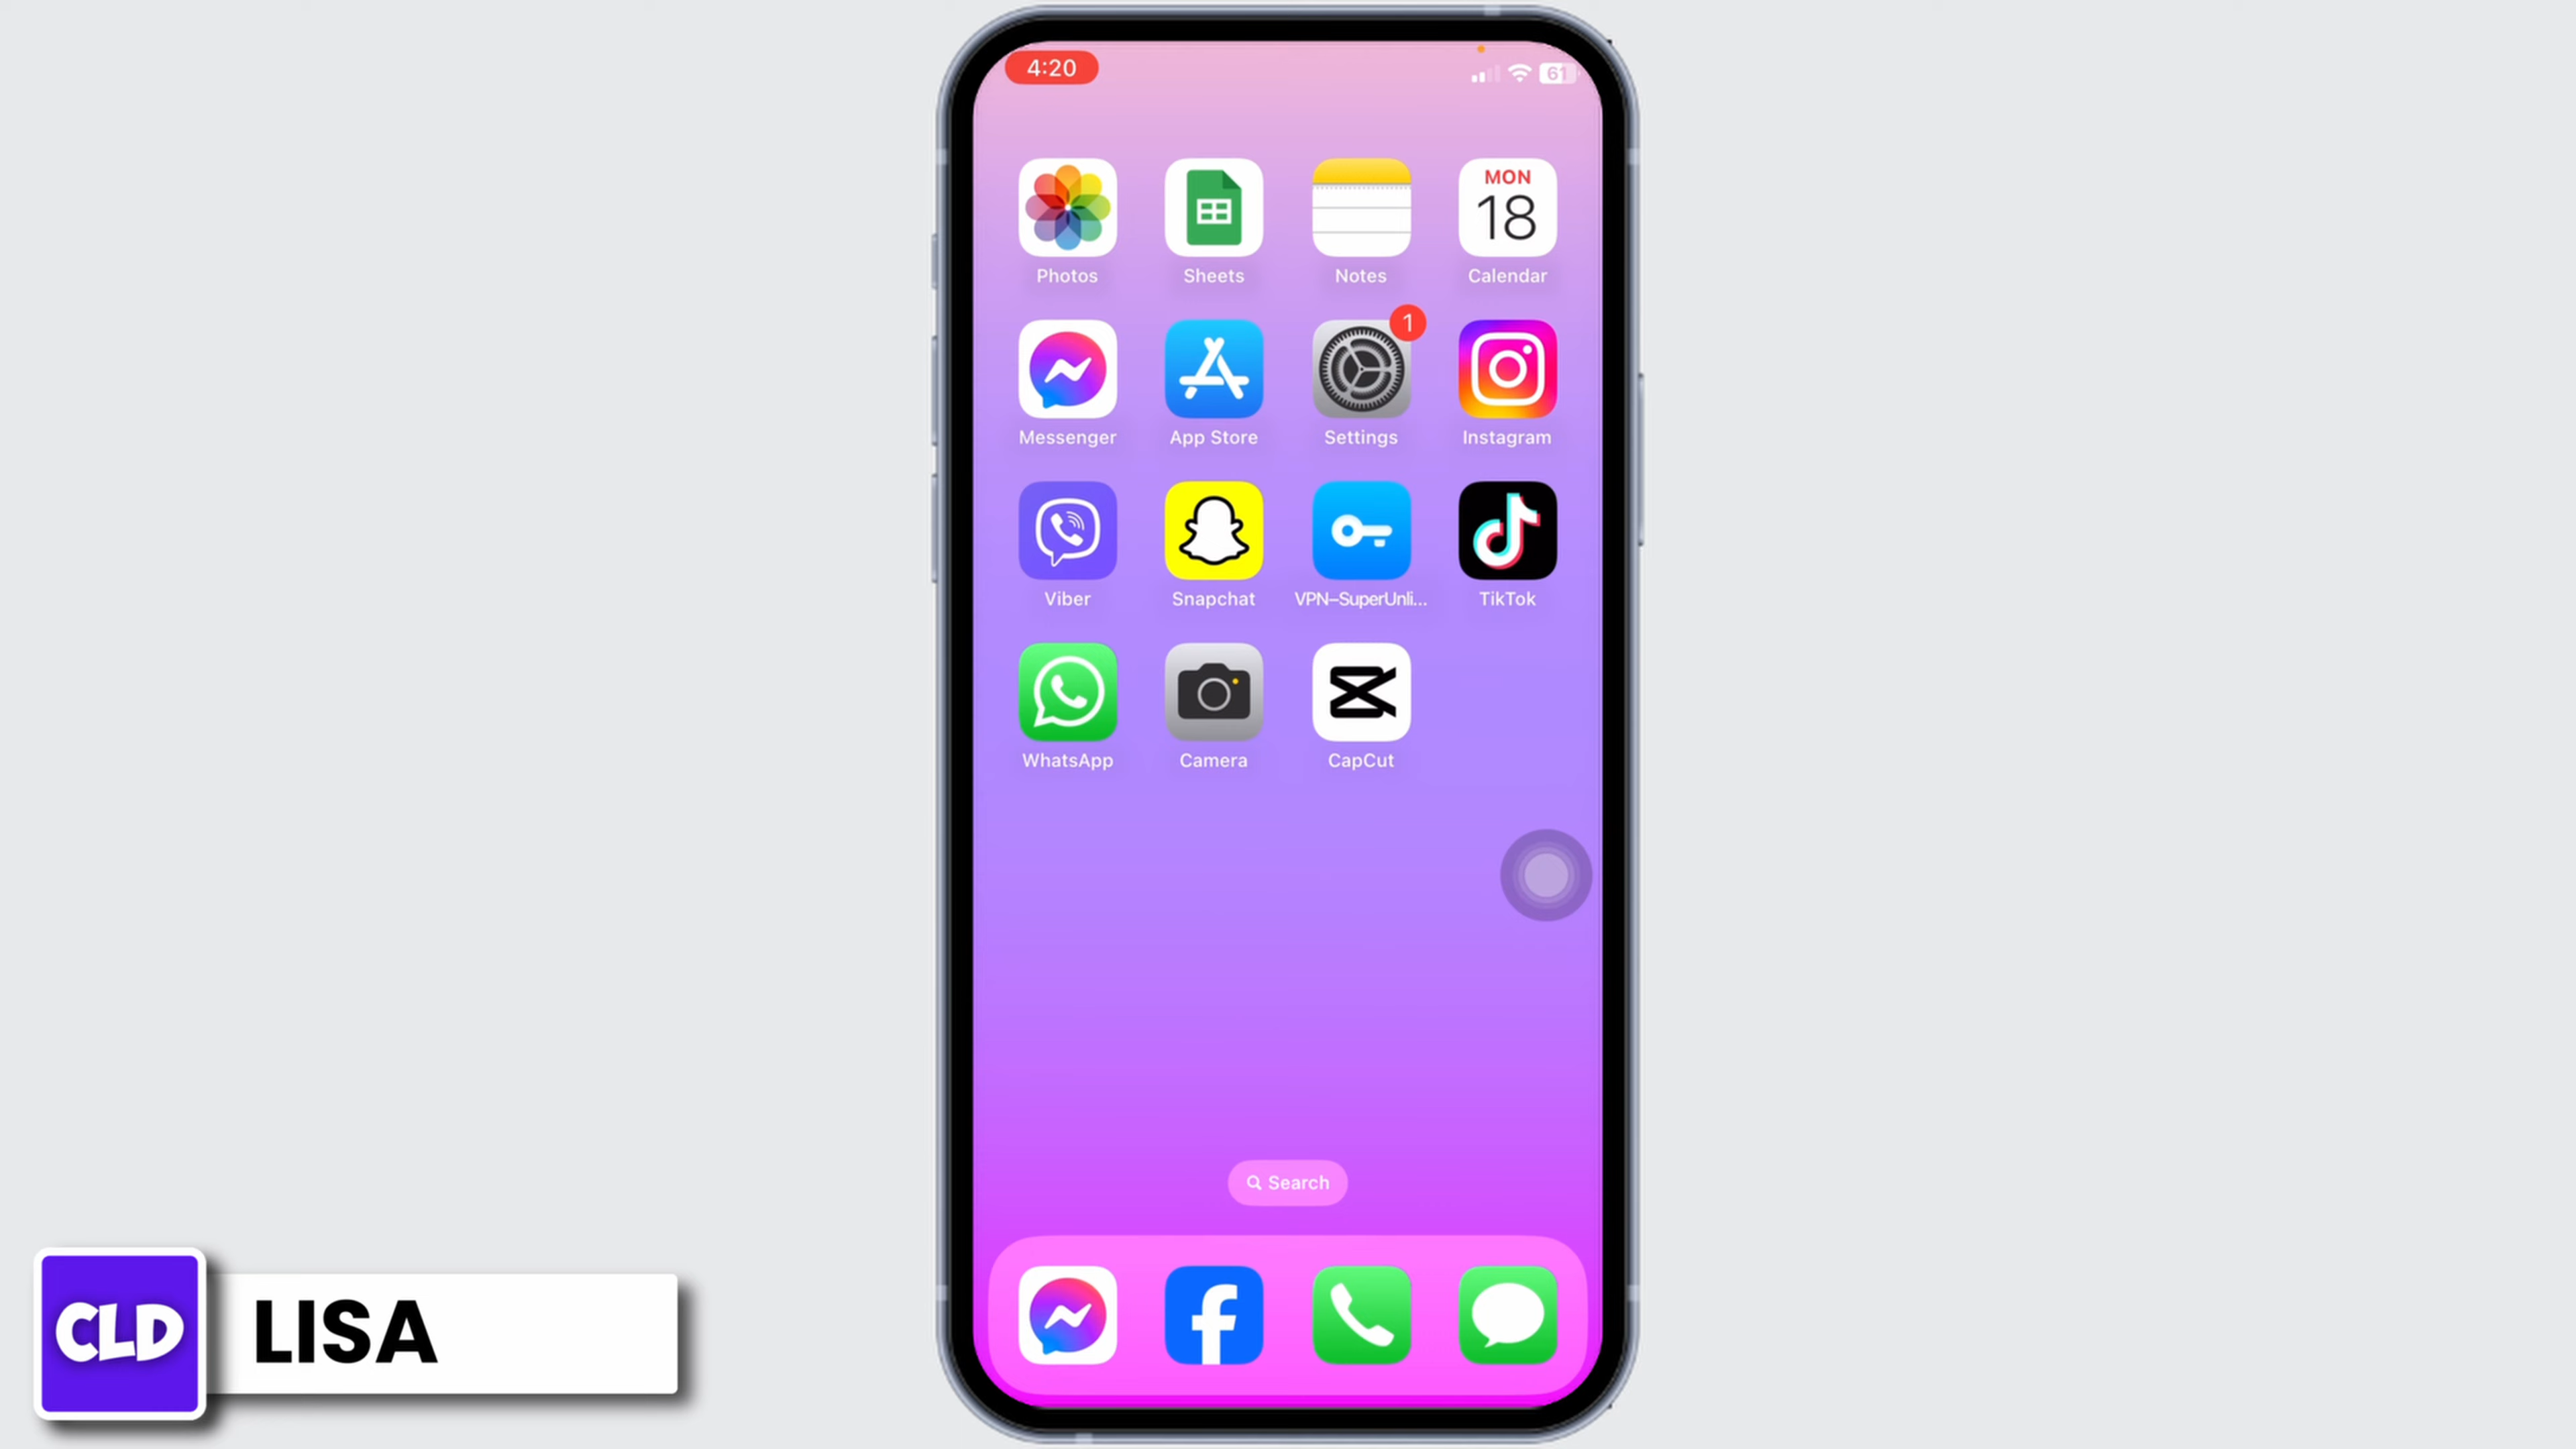 4:20
61
MON
18
Photos
Sheets
Notes
Calendar
1
Messenger
App Store
Settings
Instagram
Viber
Snapchat
VPN–SuperUnli...
TikTok
WhatsApp
Camera
CapCut
Search
CLD
LISA